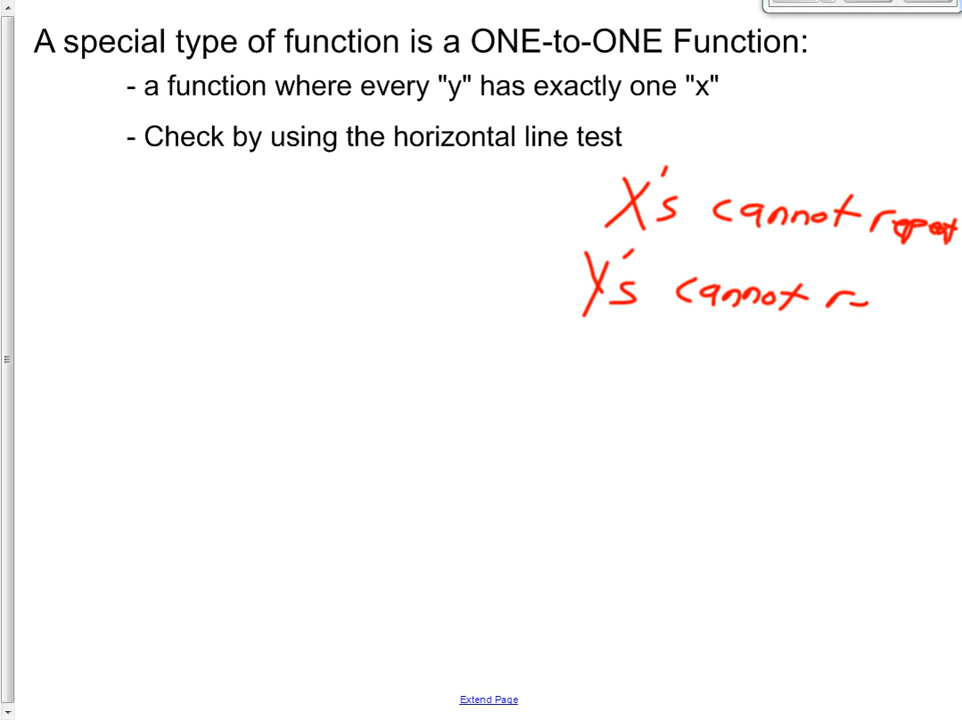 A special type of function is a ONE-to-ONE Function:
- a function where every "y" has exactly one "x"
- Check by using the horizontal line test
X's cannot repeat
Y's cannot r
Extend Page